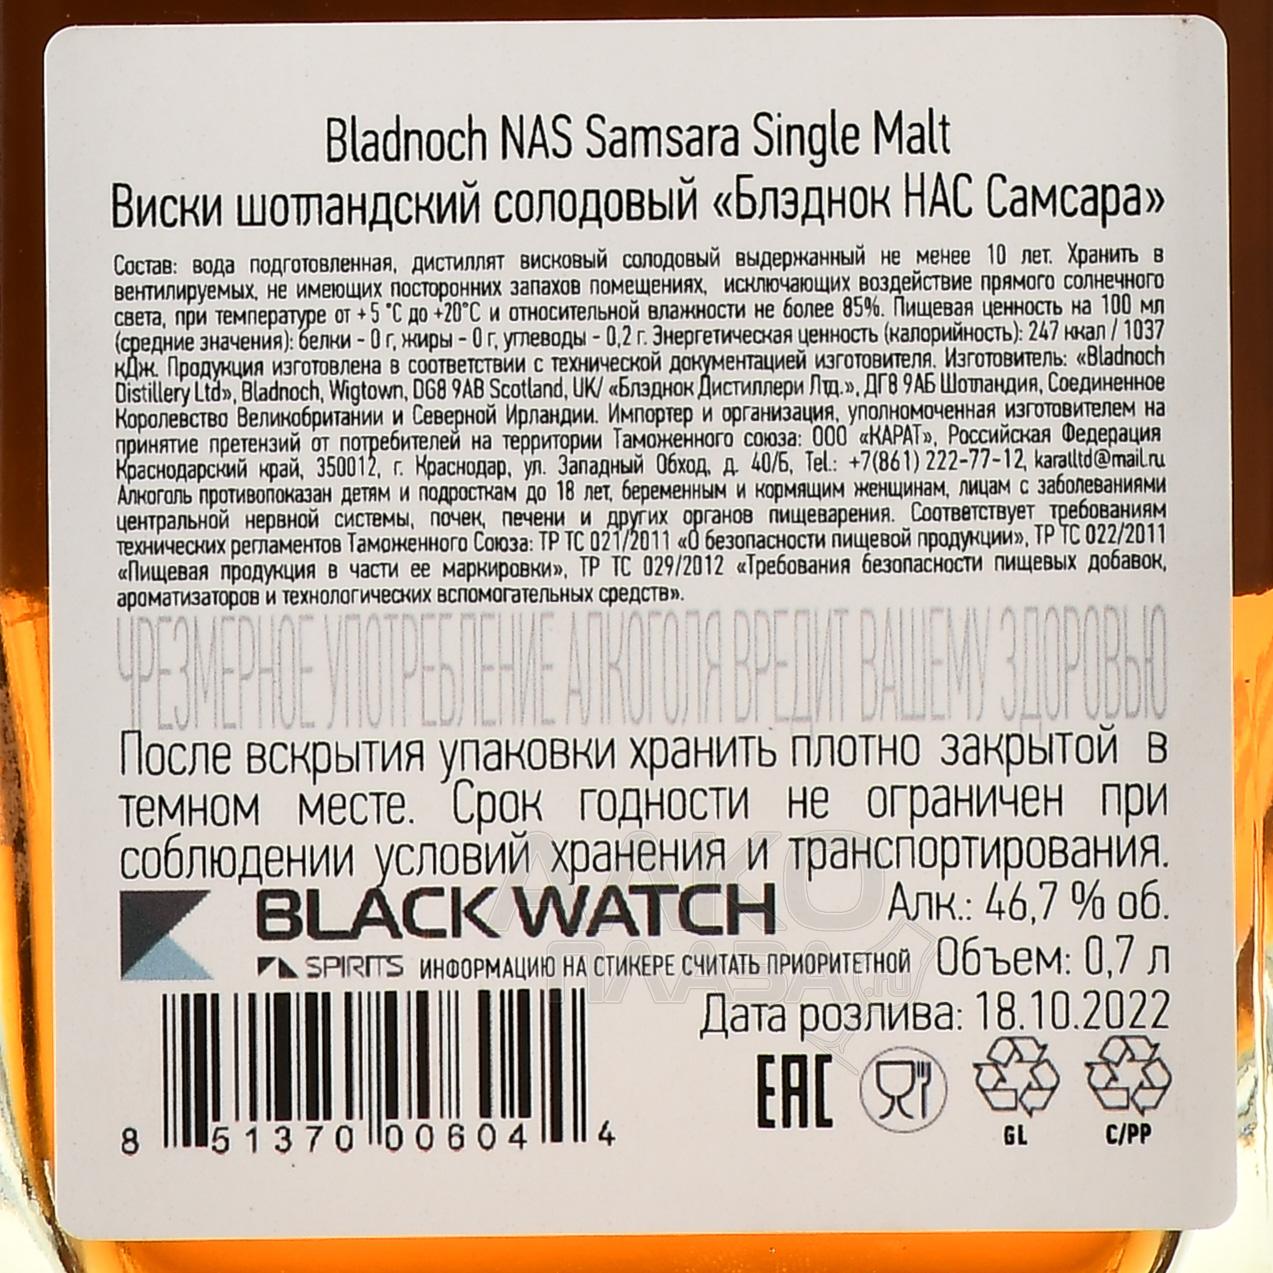 Bladnoch NAS Samsara Single Malt
Виски шотландский солодовый «Блэднок НАС Самсара»
Состав: вода подготовленная, дистиллят висковый солодовый выдержанный не менее 10 лет. Хранить в
вентилируемых, не имеющих посторонних запахов помещениях, исключающих воздействие прямого солнечного
света, при температуре от +5 °С до +20°С и относительной влажности не более 85%. Пищевая ценность на 100 мл
(средние значения): белки - 0 г, жиры - 0 г, углеводы - 0,2 г. Энергетическая ценность (калорийность): 247 ккал / 1037
кДж. Продукция изготовлена в соответствии с технической документацией изготовителя. Изготовитель: «Bladnoch
Distillery Ltd», Bladnoch, Wigtown, DG8 9AB Scotland, UK/ «Блэднок Дистиллери Лтд.», ДГ8 9АБ Шотландия, Соединенное
Королевство Великобритании и Северной Ирландии. Импортер и организация, уполномоченная изготовителем на
принятие претензий от потребителей на территории Таможенного союза: ООО «КАРАТ», Российская Федерация
Краснодарский край, 350012, г. Краснодар, ул. Западный Обход, д. 40/Б, Tel.: +7(861) 222-77-12, karatltd@mail.ru
Алкоголь противопоказан детям и подросткам до 18 лет, беременным и кормящим женщинам, лицам с заболеваниями
центральной нервной системы, почек, печени и других органов пищеварения. Соответствует требованиям
технических регламентов Таможенного Союза: ТР ТС 021/2011 «О безопасности пищевой продукции», ТР ТС 022/2011
«Пищевая продукция в части ее маркировки», ТР ТС 029/2012 «Требования безопасности пищевых добавок,
ароматизаторов и технологических вспомогательных средств».
ЧРЕЗМЕРНОЕ УПОТРЕБЛЕНИЕ АЛКОГОЛЯ ВРЕДИТ ВАШЕМУ ЗДОРОВЬЮ
После вскрытия упаковки хранить плотно закрытой в
темном месте. Срок годности не ограничен при
соблюдении условий хранения и транспортирования.
BLACK WATCH
Алк.: 46,7 % об.
SPIRITS ИНФОРМАЦИЮ НА СТИКЕРЕ СЧИТАТЬ ПРИОРИТЕТНОЙ
Объем: 0,7 л
Дата розлива: 18.10.2022
АЛКО
ПЛАЗА.ru
8 51370 00604 4
EAC
GL
C/PP